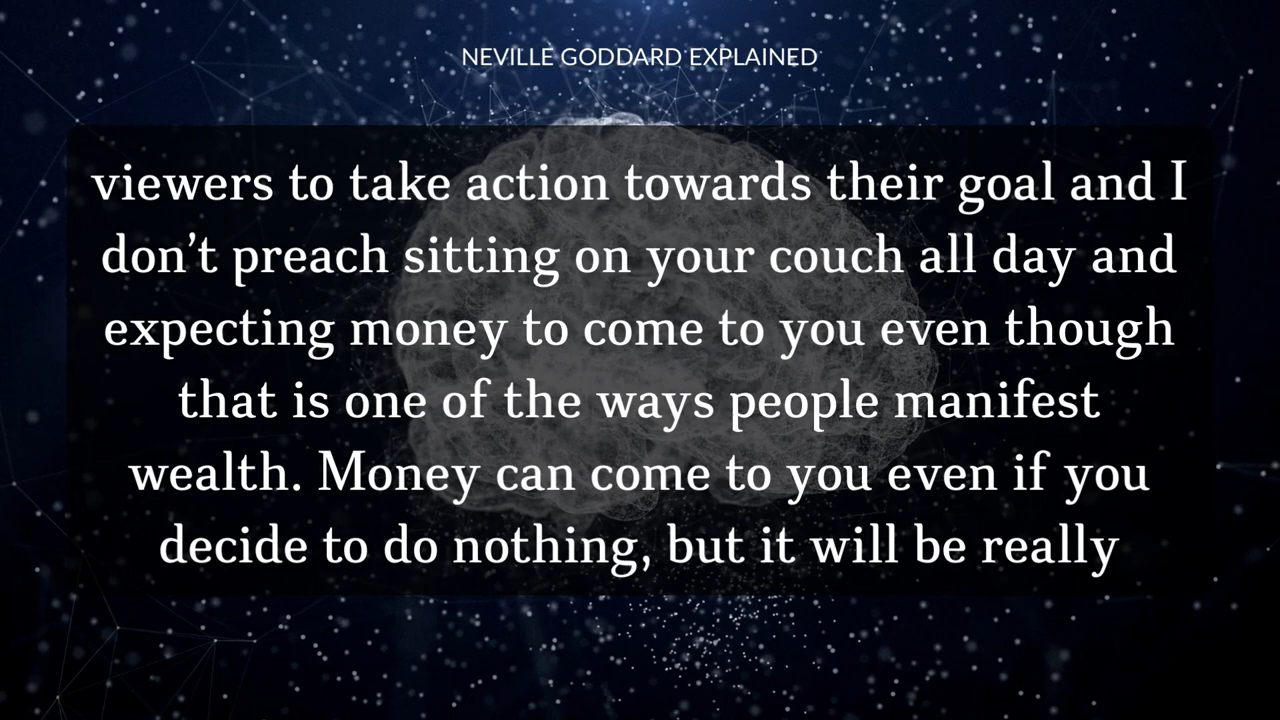 NEVILLE GODDARD EXPLAINED
viewers to take action towards their goal and I
don’t preach sitting on your couch all day and
expecting money to come to you even though
that is one of the ways people manifest
wealth. Money can come to you even if you
decide to do nothing, but it will be really